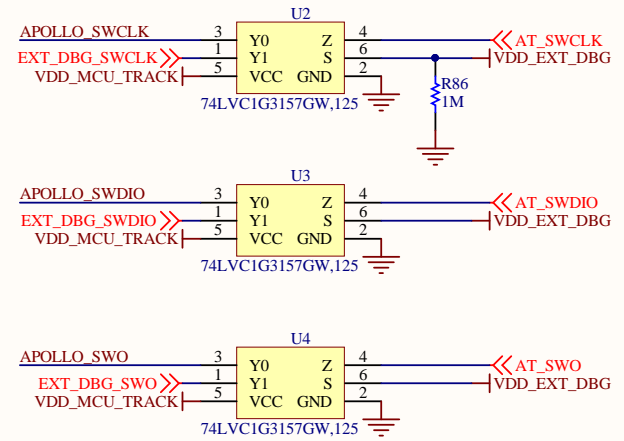 U2
APOLLO_SWCLK 3 Y0 Z 4 AT_SWCLK
EXT_DBG_SWCLK 1 Y1 S 6 VDD_EXT_DBG
VDD_MCU_TRACK 5 VCC GND 2
R86
74LVC1G3157GW,125 1M
U3
APOLLO_SWDIO 3 Y0 Z 4 AT_SWDIO
EXT_DBG_SWDIO 1 Y1 S 6 VDD_EXT_DBG
VDD_MCU_TRACK 5 VCC GND 2
74LVC1G3157GW,125
U4
APOLLO_SWO 3 Y0 Z 4 AT_SWO
EXT_DBG_SWO 1 Y1 S 6 VDD_EXT_DBG
VDD_MCU_TRACK 5 VCC GND 2
74LVC1G3157GW,125